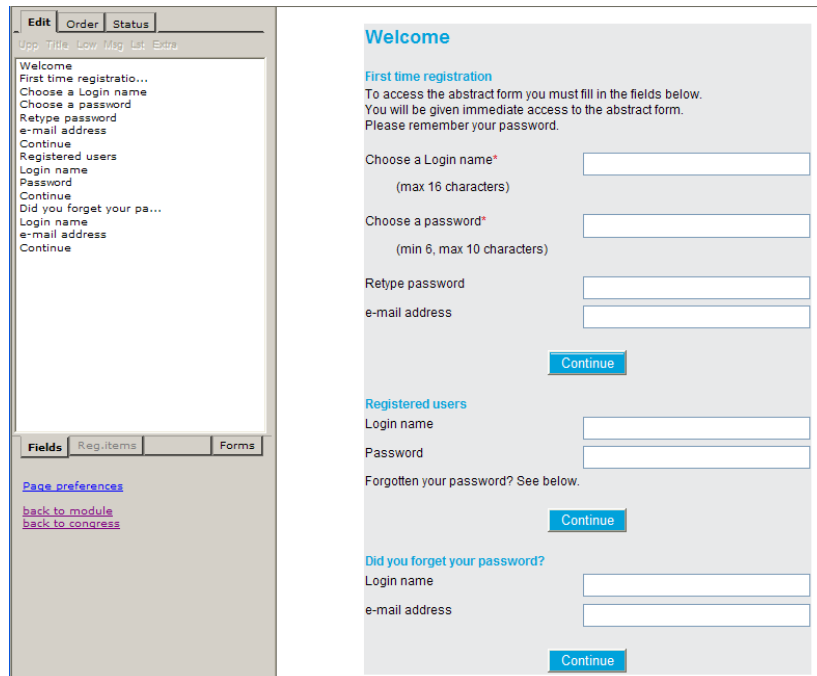 Edit Order Status
Upp Title Low Msg Lst Extra
Welcome
First time registratio...
Choose a Login name
Choose a password
Retype password
e-mail address
Continue
Registered users
Login name
Password
Continue
Did you forget your pa...
Login name
e-mail address
Continue
Fields Reg.items Forms
Page preferences
back to module
back to congress
Welcome
First time registration
To access the abstract form you must fill in the fields below.
You will be given immediate access to the abstract form.
Please remember your password.
Choose a Login name*
(max 16 characters)
Choose a password*
(min 6, max 10 characters)
Retype password
e-mail address
Continue
Registered users
Login name
Password
Forgotten your password? See below.
Continue
Did you forget your password?
Login name
e-mail address
Continue